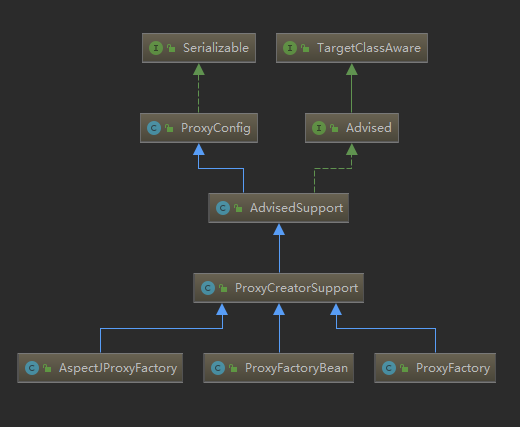 I Serializable
I TargetClassAware
C ProxyConfig
I Advised
C AdvisedSupport
C ProxyCreatorSupport
C AspectJProxyFactory
C ProxyFactoryBean
C ProxyFactory